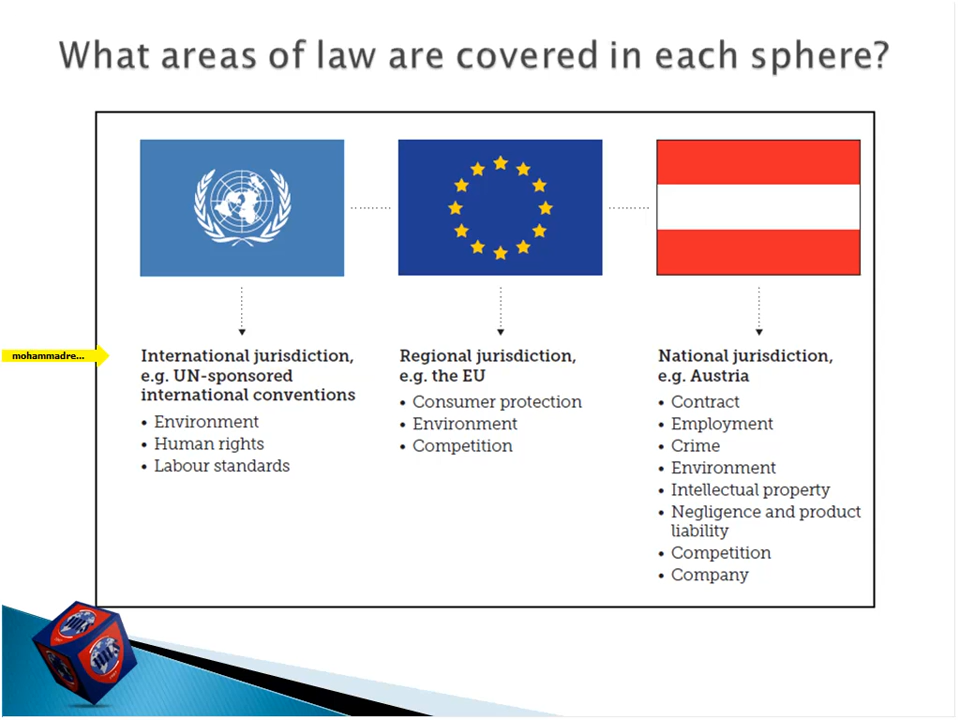 What areas of law are covered in each sphere?
mohammadre...
International jurisdiction,
e.g. UN-sponsored
international conventions
• Environment
• Human rights
• Labour standards
Regional jurisdiction,
e.g. the EU
• Consumer protection
• Environment
• Competition
National jurisdiction,
e.g. Austria
• Contract
• Employment
• Crime
• Environment
• Intellectual property
• Negligence and product
liability
• Competition
• Company